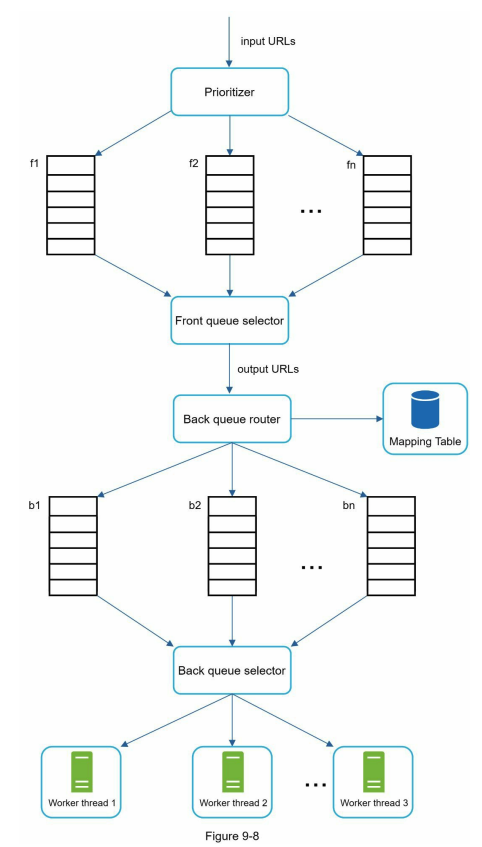 input URLs
Prioritizer
f1
f2
fn
...
Front queue selector
output URLs
Back queue router
Mapping Table
b1
b2
bn
...
Back queue selector
...
Worker thread 1
Worker thread 2
Worker thread 3
Figure 9-8